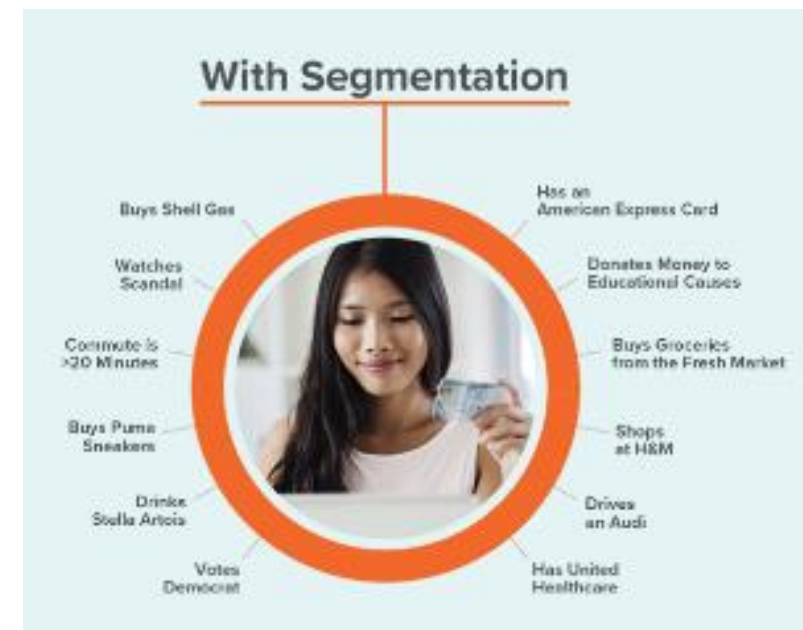 With Segmentation
Buys Shell Gas
Watches
Scandal
Commute is
>20 Minutes
Buys Puma
Sneakers
Drinks
Stella Artois
Votes
Democrat
Has an
American Express Card
Donates Money to
Educational Causes
Buys Groceries
from the Fresh Market
Shops
at H&M
Drives
an Audi
Has United
Healthcare